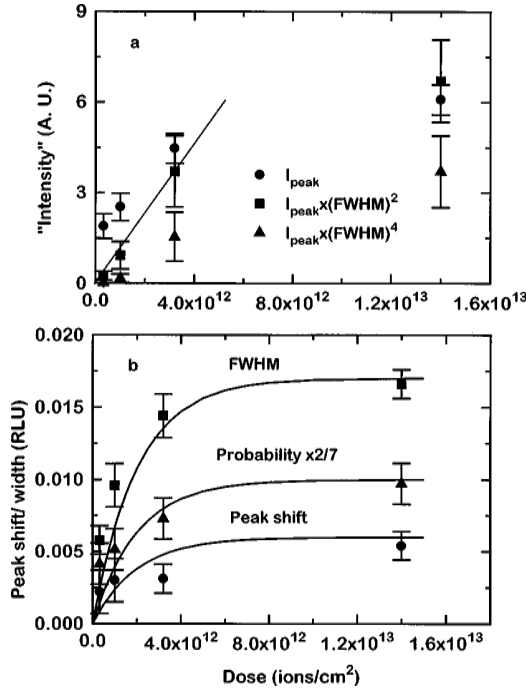 a
9
6
3
0
"Intensity" (A. U.)
I_peak
I_peak x(FWHM)^2
I_peak x(FWHM)^4
0.0 4.0x10^12 8.0x10^12 1.2x10^13 1.6x10^13
b
0.020
0.015
0.010
0.005
0.000
Peak shift/ width (RLU)
FWHM
Probability x2/7
Peak shift
0.0 4.0x10^12 8.0x10^12 1.2x10^13 1.6x10^13
Dose (ions/cm^2)